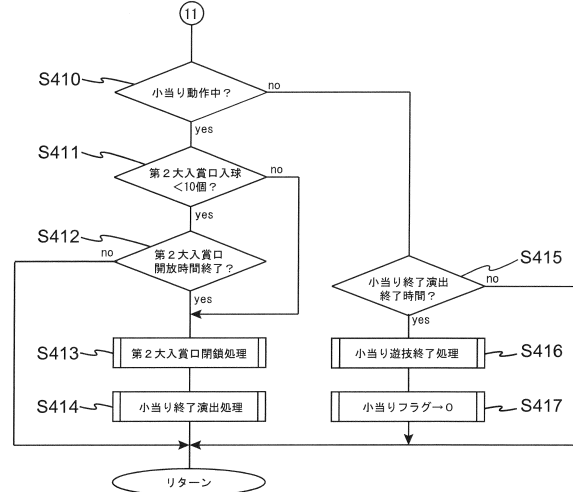 11
S410
小当り動作中？
no
yes
S411
第２大入賞口入球
＜10個？
no
yes
S412
第２大入賞口
開放時間終了？
no
yes
S415
小当り終了演出
終了時間？
no
yes
S413
第２大入賞口閉鎖処理
小当り遊技終了処理
S416
S414
小当り終了演出処理
小当りフラグ→０
S417
リターン